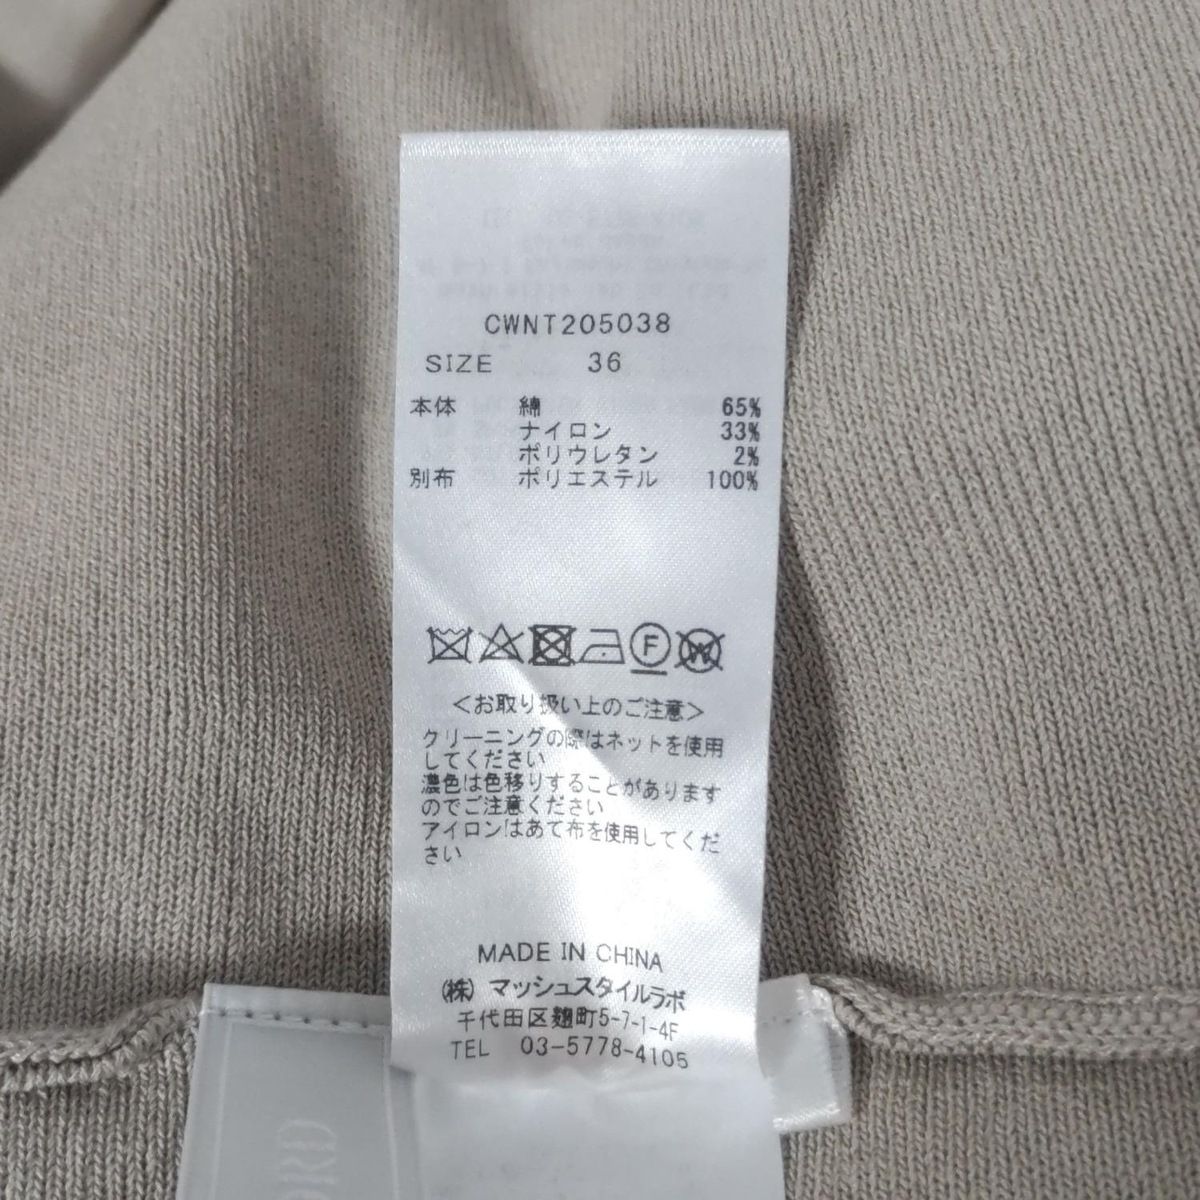 CWNT205038
SIZE 36
本体 綿 65%
ナイロン 33%
ポリウレタン 2%
別布 ポリエステル 100%
F W
＜お取り扱い上のご注意＞
クリーニングの際はネットを使用
してください
濃色は色移りすることがあります
のでご注意ください
アイロンはあて布を使用してくだ
さい
MADE IN CHINA
(株) マッシュスタイルラボ
千代田区麹町5-7-1-4F
TEL 03-5778-4105